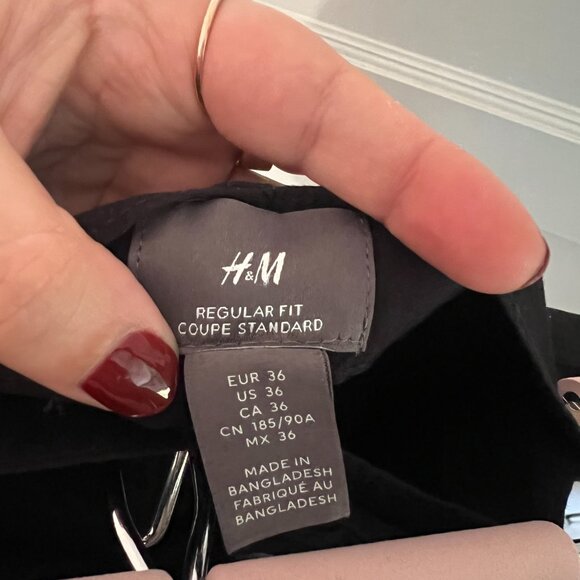 H&M
REGULAR FIT
COUPE STANDARD
EUR 36
US 36
CA 36
CN 185/90A
MX 36
MADE IN
BANGLADESH
FABRIQUÉ AU
BANGLADESH